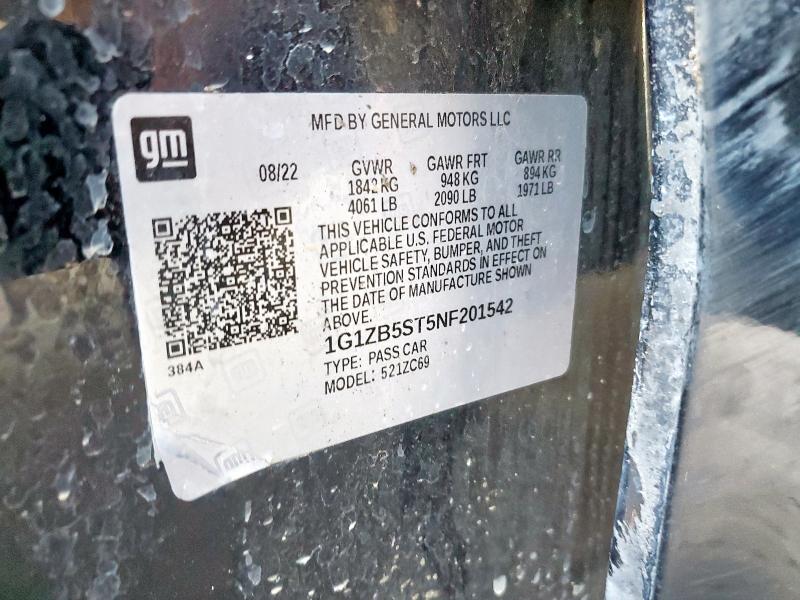 gm
MFD BY GENERAL MOTORS LLC
08/22
GVWR GAWR FRT GAWR RR
1842 KG 948 KG 894 KG
4061 LB 2090 LB 1971 LB
THIS VEHICLE CONFORMS TO ALL
APPLICABLE U.S. FEDERAL MOTOR
VEHICLE SAFETY, BUMPER, AND THEFT
PREVENTION STANDARDS IN EFFECT ON
THE DATE OF MANUFACTURE SHOWN
ABOVE.
1G1ZB5ST5NF201542
TYPE: PASS CAR
MODEL: 521ZC69
384A
gm